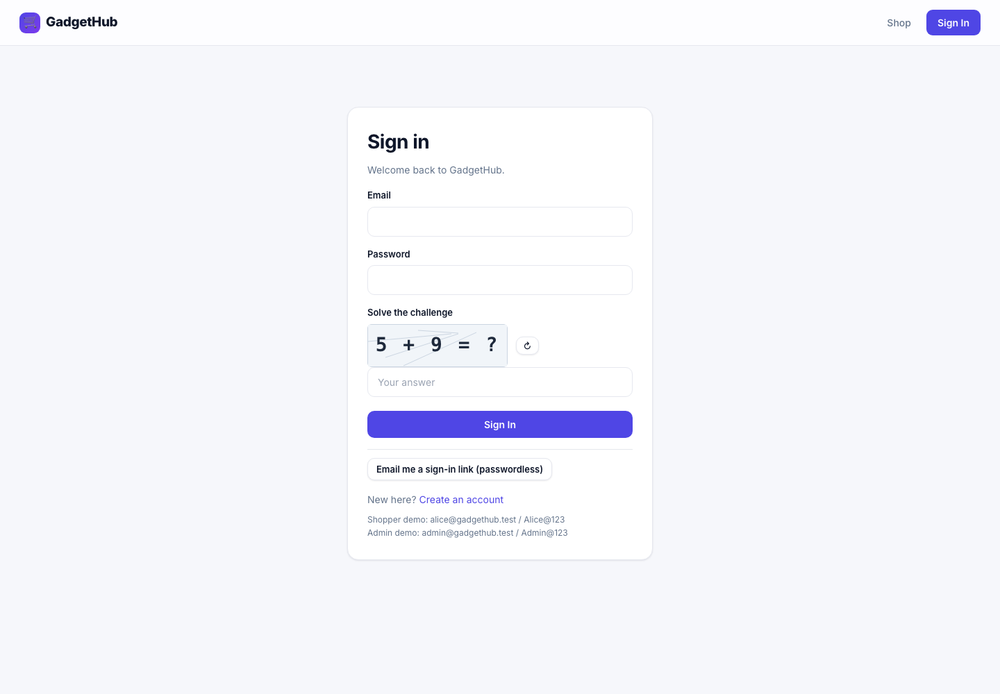 GadgetHub
Shop
Sign In
Sign in
Welcome back to GadgetHub.
Email
Password
Solve the challenge
5 + 9 = ?
Your answer
Sign In
Email me a sign-in link (passwordless)
New here? Create an account
Shopper demo: alice@gadgethub.test / Alice@123
Admin demo: admin@gadgethub.test / Admin@123